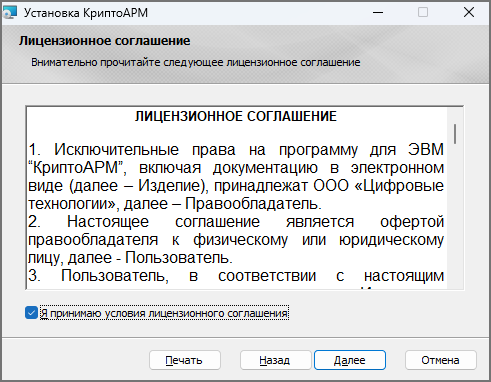 Установка КриптоАРМ
Лицензионное соглашение
Внимательно прочитайте следующее лицензионное соглашение
ЛИЦЕНЗИОННОЕ СОГЛАШЕНИЕ
1. Исключительные права на программу для ЭВМ
“КриптоАРМ”, включая документацию в электронном
виде (далее – Изделие), принадлежат ООО «Цифровые
технологии», далее – Правообладатель.
2. Настоящее соглашение является офертой
правообладателя к физическому или юридическому
лицу, далее - Пользователь.
3. Пользователь, в соответствии с настоящим
Я принимаю условия лицензионного соглашения
Печать Назад Далее Отмена